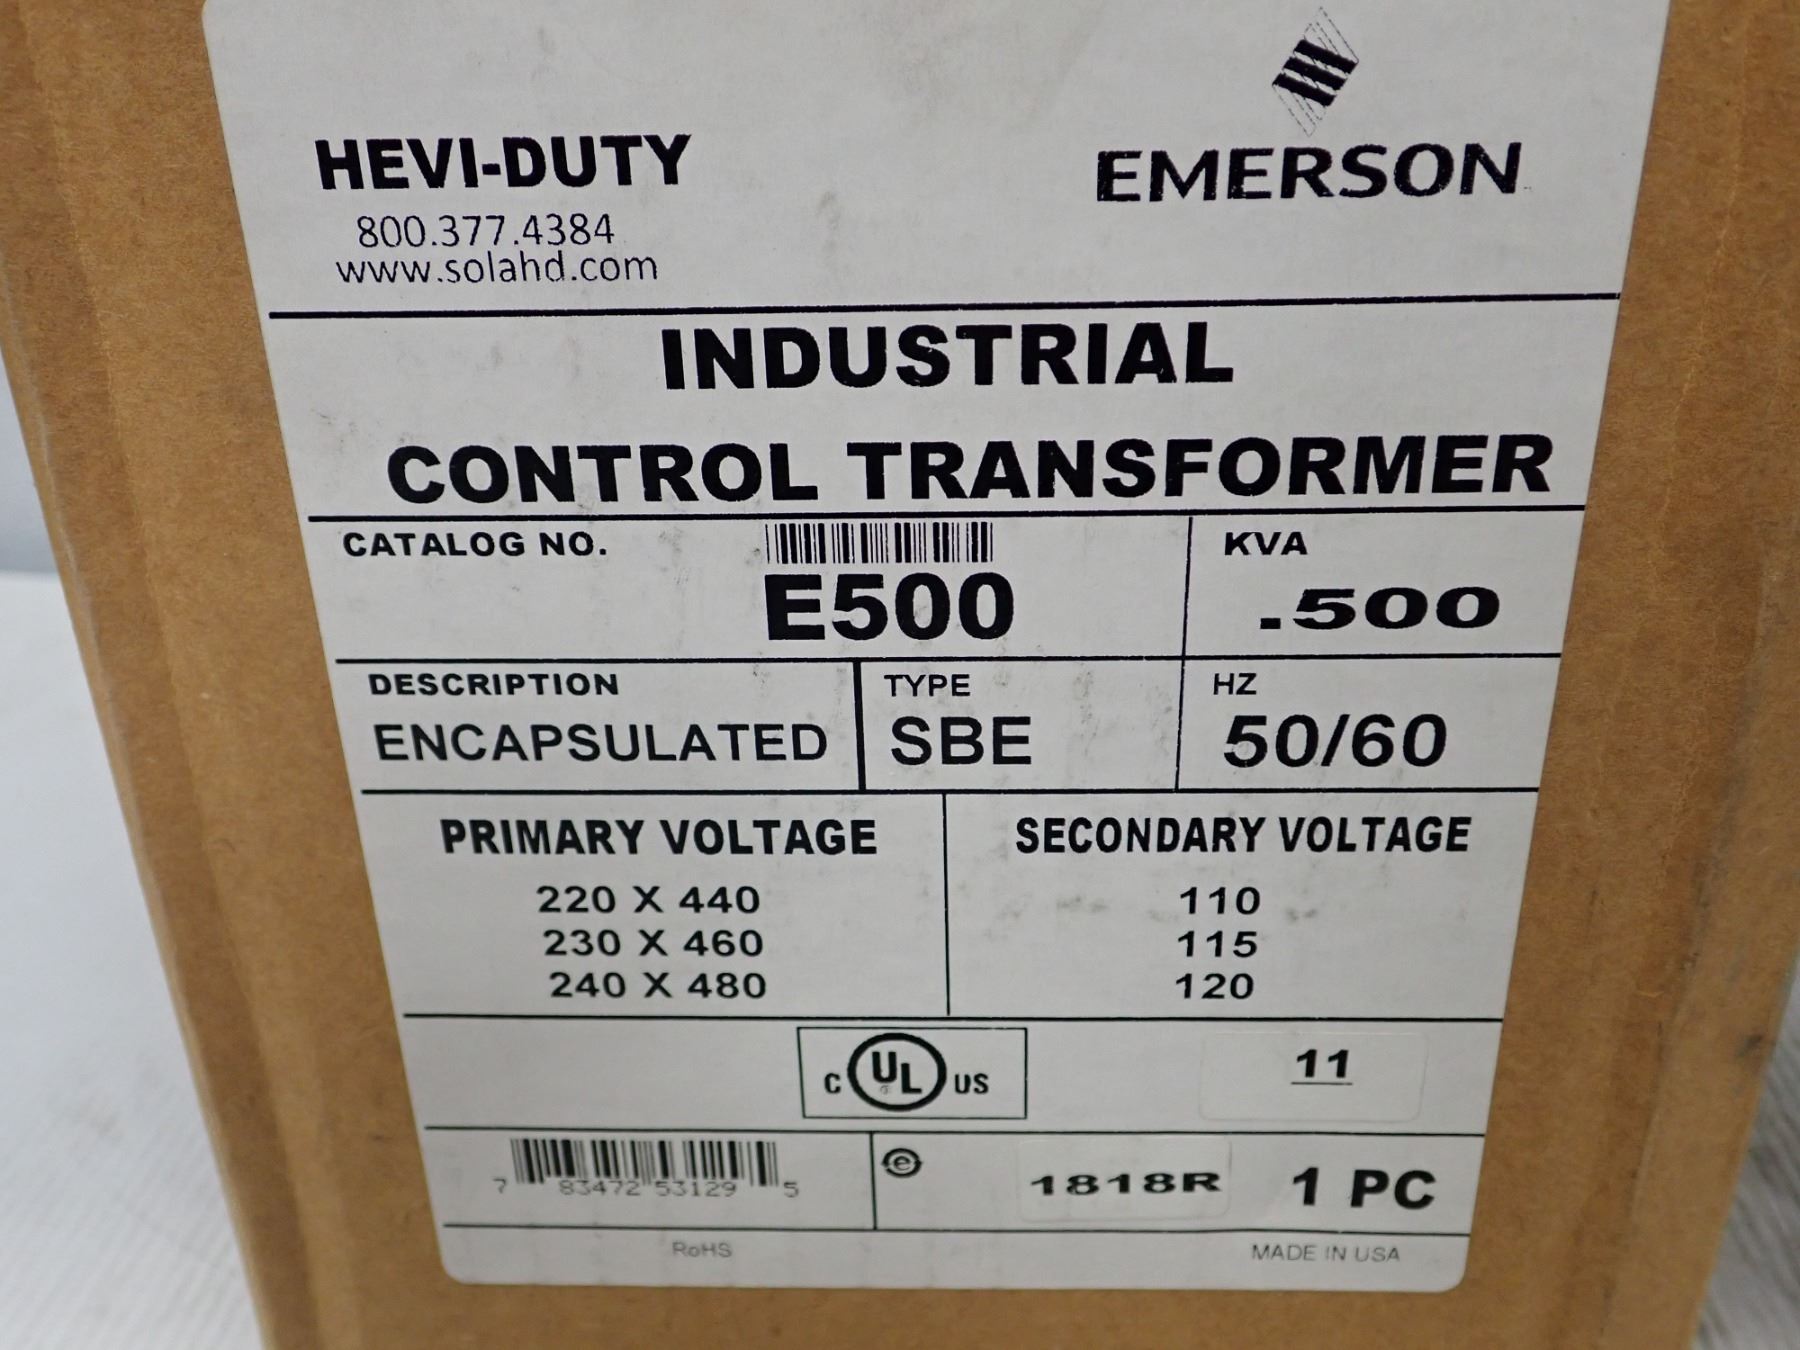 HEVI-DUTY
800.377.4384
www.solahd.com
EMERSON
INDUSTRIAL
CONTROL TRANSFORMER
CATALOG NO.
E500
KVA
.500
DESCRIPTION
ENCAPSULATED
TYPE
SBE
HZ
50/60
PRIMARY VOLTAGE
220 X 440
230 X 460
240 X 480
SECONDARY VOLTAGE
110
115
120
C UL US
11
7 83472 53129 5
e
1818R
1 PC
RoHS
MADE IN USA